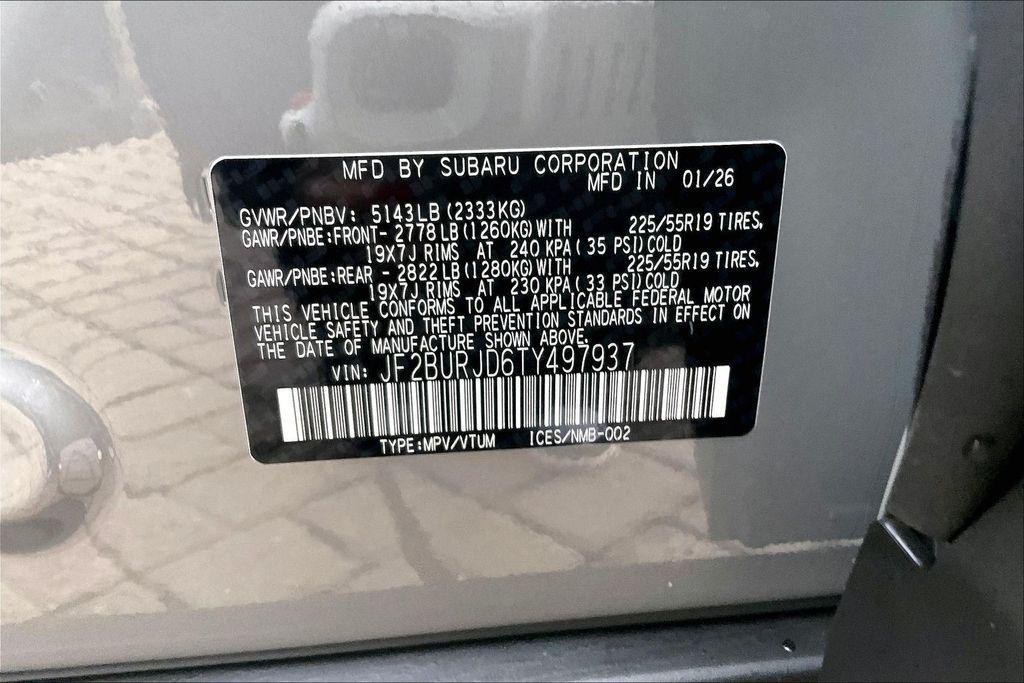 MFD BY SUBARU CORPORATION
MFD IN 01/26
GVWR/PNBV: 5143LB (2333KG)
GAWR/PNBE:FRONT- 2778 LB(1260KG)WITH 225/55R19 TIRES,
19X7J RIMS AT 240 KPA ( 35 PSI)COLD
GAWR/PNBE:REAR - 2822 LB(1280KG)WITH 225/55R19 TIRES,
19X7J RIMS AT 230 KPA ( 33 PSI)COLD
THIS VEHICLE CONFORMS TO ALL APPLICABLE FEDERAL MOTOR
VEHICLE SAFETY AND THEFT PREVENTION STANDARDS IN EFFECT ON
THE DATE OF MANUFACTURE SHOWN ABOVE.
VIN: JF2BURJD6TY497937
TYPE:MPV/VTUM ICES/NMB-002